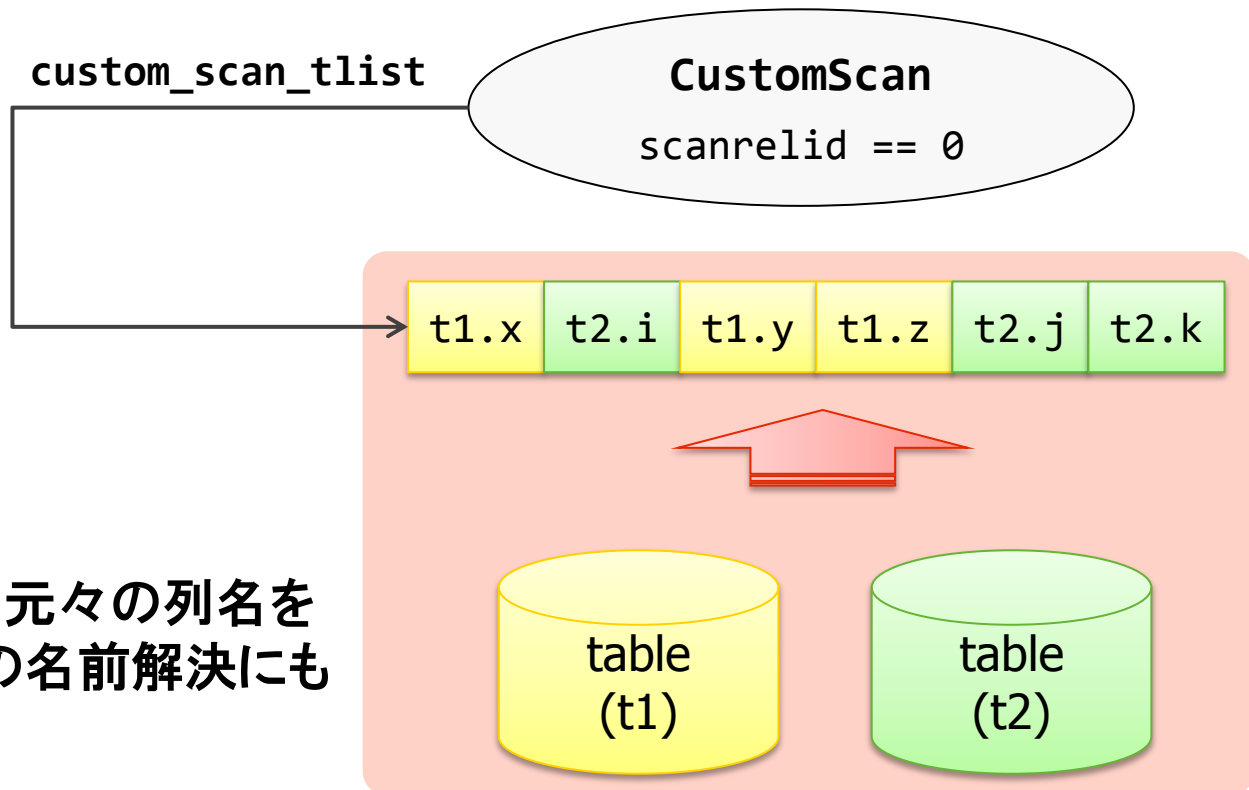 custom_scan_tlist
CustomScan
scanrelid == 0
t1.x t2.i t1.y t1.z t2.j t2.k
元々の列名を
の名前解決にも
table
(t1)
table
(t2)